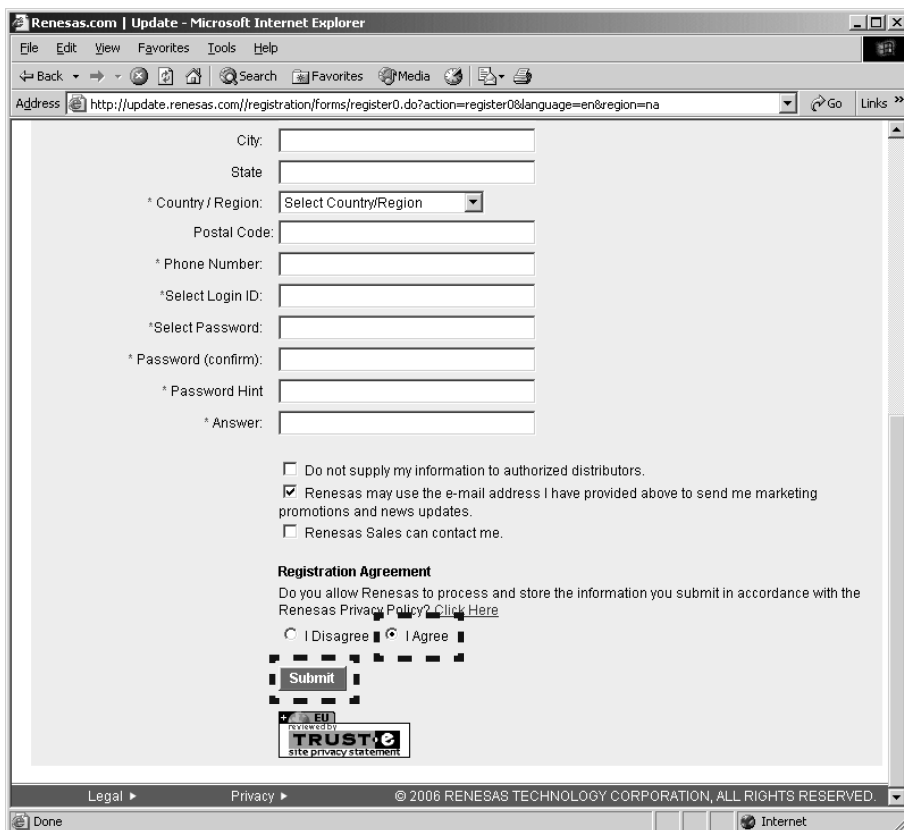 Renesas.com | Update - Microsoft Internet Explorer
File Edit View Favorites Tools Help
Back Search Favorites Media
Address http://update.renesas.com//registration/forms/register0.do?action=register0&language=en&region=na Go Links »
City:
State
* Country / Region: Select Country/Region
Postal Code:
* Phone Number:
*Select Login ID:
*Select Password:
* Password (confirm):
* Password Hint
* Answer:
Do not supply my information to authorized distributors.
Renesas may use the e-mail address I have provided above to send me marketing
promotions and news updates.
Renesas Sales can contact me.
Registration Agreement
Do you allow Renesas to process and store the information you submit in accordance with the
Renesas Privacy Policy? Click Here
I Disagree I Agree
Submit
EU
reviewed by
TRUST·e
site privacy statement
Legal Privacy © 2006 RENESAS TECHNOLOGY CORPORATION, ALL RIGHTS RESERVED.
Done Internet